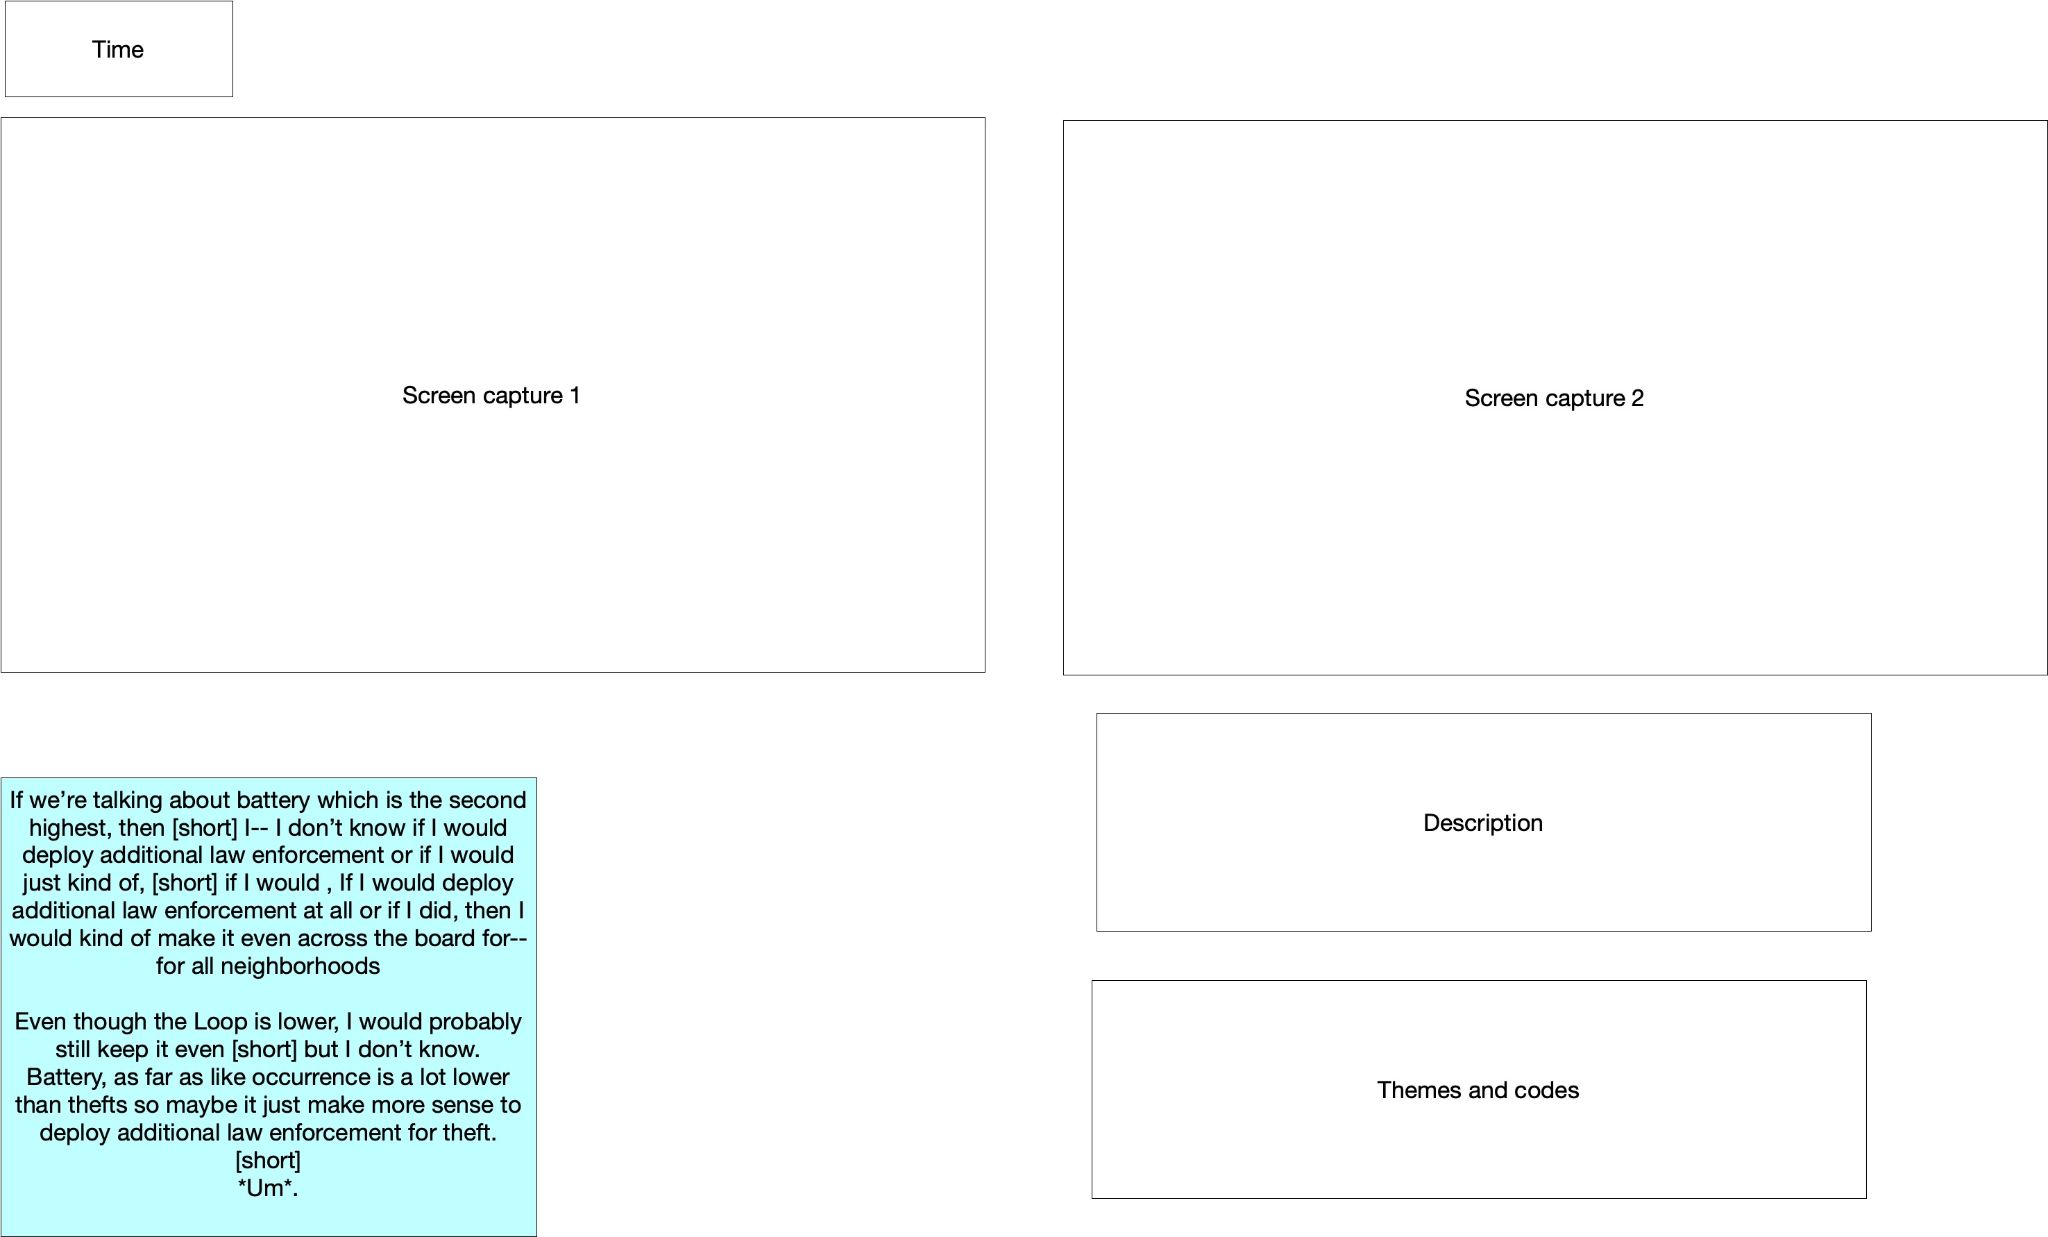 Time
Screen capture 1
Screen capture 2
If we’re talking about battery which is the second
highest, then [short] I-- I don’t know if I would
deploy additional law enforcement or if I would
just kind of, [short] if I would , If I would deploy
additional law enforcement at all or if I did, then I
would kind of make it even across the board for--
for all neighborhoods
Even though the Loop is lower, I would probably
still keep it even [short] but I don’t know.
Battery, as far as like occurrence is a lot lower
than thefts so maybe it just make more sense to
deploy additional law enforcement for theft.
[short]
*Um*.
Description
Themes and codes